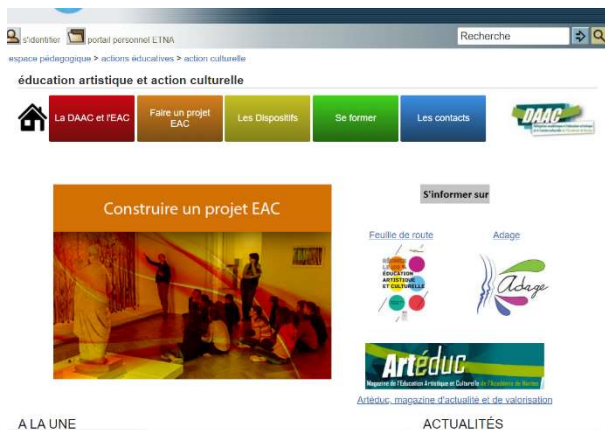 s'identifier portail personnel ETNA Recherche
espace pédagogique > actions éducatives > action culturelle
éducation artistique et action culturelle
La DAAC et l'EAC
Faire un projet
EAC
Les Dispositifs
Se former
Les contacts
DAAC
Construire un projet EAC
S'informer sur
Feuille de route
Adage
ÉDUCATION
ARTISTIQUE
ET CULTURELLE
Adage
Artéduc
Magazine de l'Education Artistique et Culturelle de l'Académie de Nantes
Artéduc, magazine d'actualité et de valorisation
A LA UNE
ACTUALITÉS